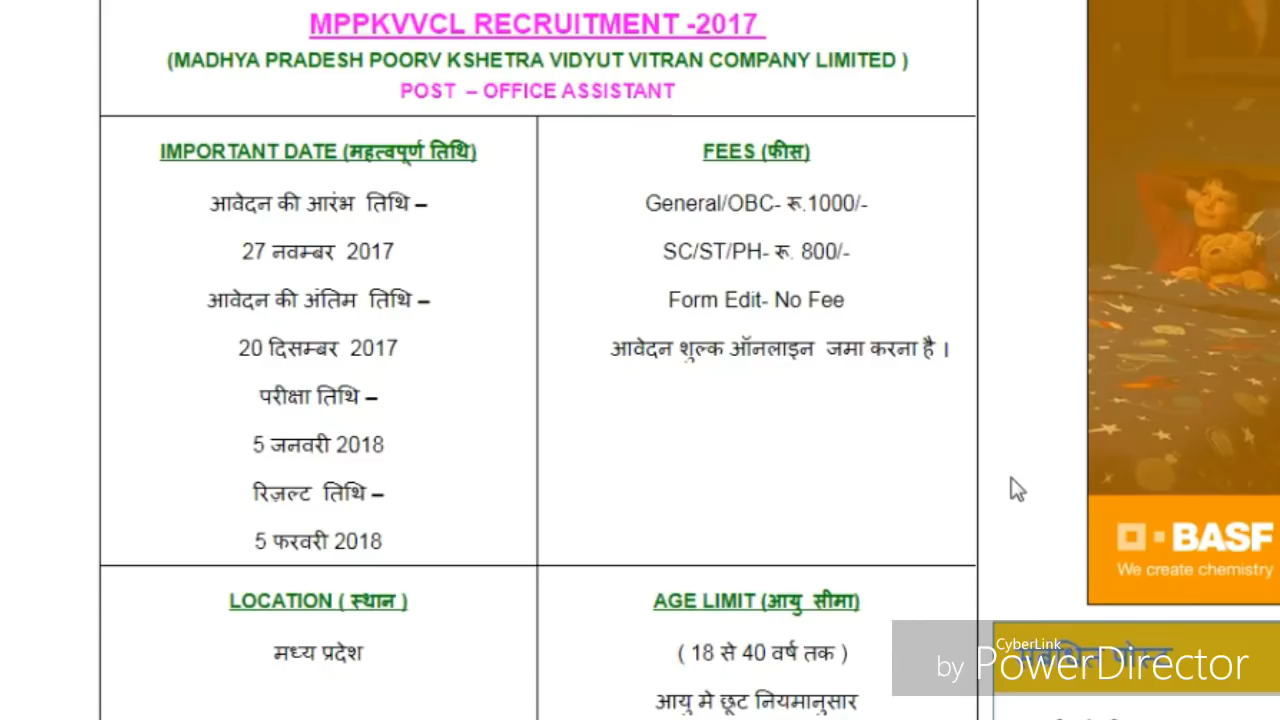 MPPKVVCL RECRUITMENT -2017
(MADHYA PRADESH POORV KSHETRA VIDYUT VITRAN COMPANY LIMITED )
POST – OFFICE ASSISTANT
IMPORTANT DATE (महत्वपूर्ण तिथि)
आवेदन की आरंभ तिथि –
27 नवम्बर 2017
आवेदन की अंतिम तिथि –
20 दिसम्बर 2017
परीक्षा तिथि –
5 जनवरी 2018
रिज़ल्ट तिथि –
5 फरवरी 2018
FEES (फीस)
General/OBC- रू.1000/-
SC/ST/PH- रू. 800/-
Form Edit- No Fee
आवेदन शुल्क ऑनलाइन जमा करना है ।
LOCATION ( स्थान )
मध्य प्रदेश
AGE LIMIT (आयु सीमा)
( 18 से 40 वर्ष तक )
आयु मे छूट नियमानुसार
BASF
We create chemistry
संबंधित पोस्ट
CyberLink
by PowerDirector